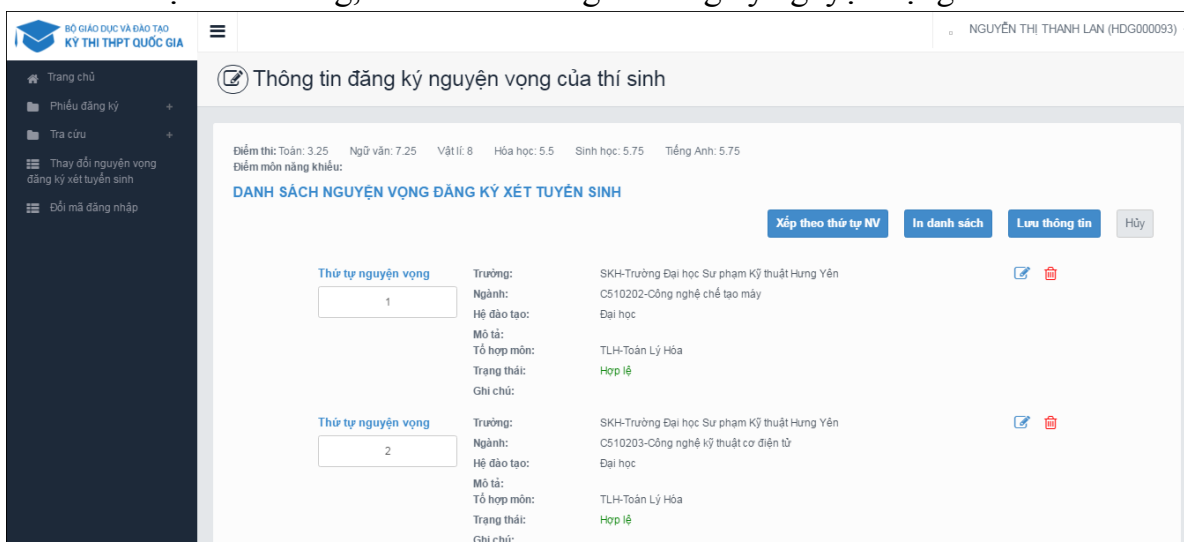 BỘ GIÁO DỤC VÀ ĐÀO TẠO
KỲ THI THPT QUỐC GIA
NGUYỄN THỊ THANH LAN (HDG000093)
Trang chủ
Phiếu đăng ký +
Tra cứu +
Thay đổi nguyện vọng
đăng ký xét tuyển sinh
Đổi mã đăng nhập
Thông tin đăng ký nguyện vọng của thí sinh
Điểm thi: Toán: 3.25 Ngữ văn: 7.25 Vật lí: 8 Hóa học: 5.5 Sinh học: 5.75 Tiếng Anh: 5.75
Điểm môn năng khiếu:
DANH SÁCH NGUYỆN VỌNG ĐĂNG KÝ XÉT TUYỂN SINH
Xếp theo thứ tự NV In danh sách Lưu thông tin Hủy
Thứ tự nguyện vọng
1
Trường: SKH-Trường Đại học Sư phạm Kỹ thuật Hưng Yên
Ngành: C510202-Công nghệ chế tạo máy
Hệ đào tạo: Đại học
Mô tả:
Tổ hợp môn: TLH-Toán Lý Hóa
Trạng thái: Hợp lệ
Ghi chú:
Thứ tự nguyện vọng
2
Trường: SKH-Trường Đại học Sư phạm Kỹ thuật Hưng Yên
Ngành: C510203-Công nghệ kỹ thuật cơ điện tử
Hệ đào tạo: Đại học
Mô tả:
Tổ hợp môn: TLH-Toán Lý Hóa
Trạng thái: Hợp lệ
Ghi chú: